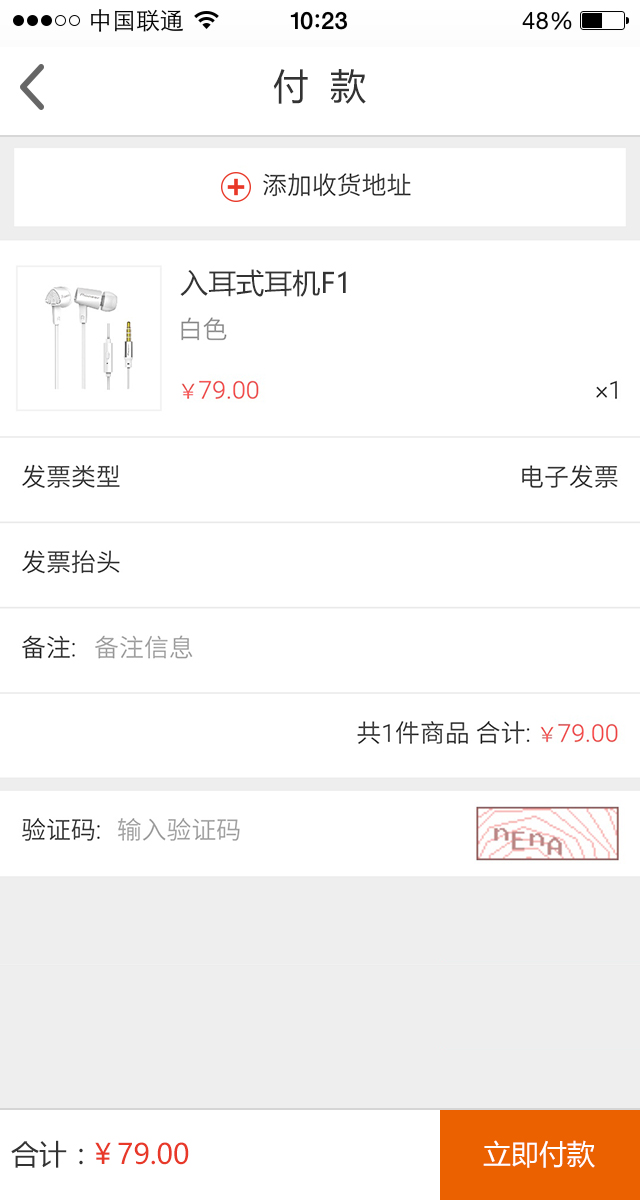 中国联通 10:23 48%
付 款
添加收货地址
入耳式耳机F1
白色
¥79.00 ×1
发票类型 电子发票
发票抬头
备注: 备注信息
共1件商品 合计: ¥79.00
验证码: 输入验证码 nEnA
合计：¥79.00 立即付款